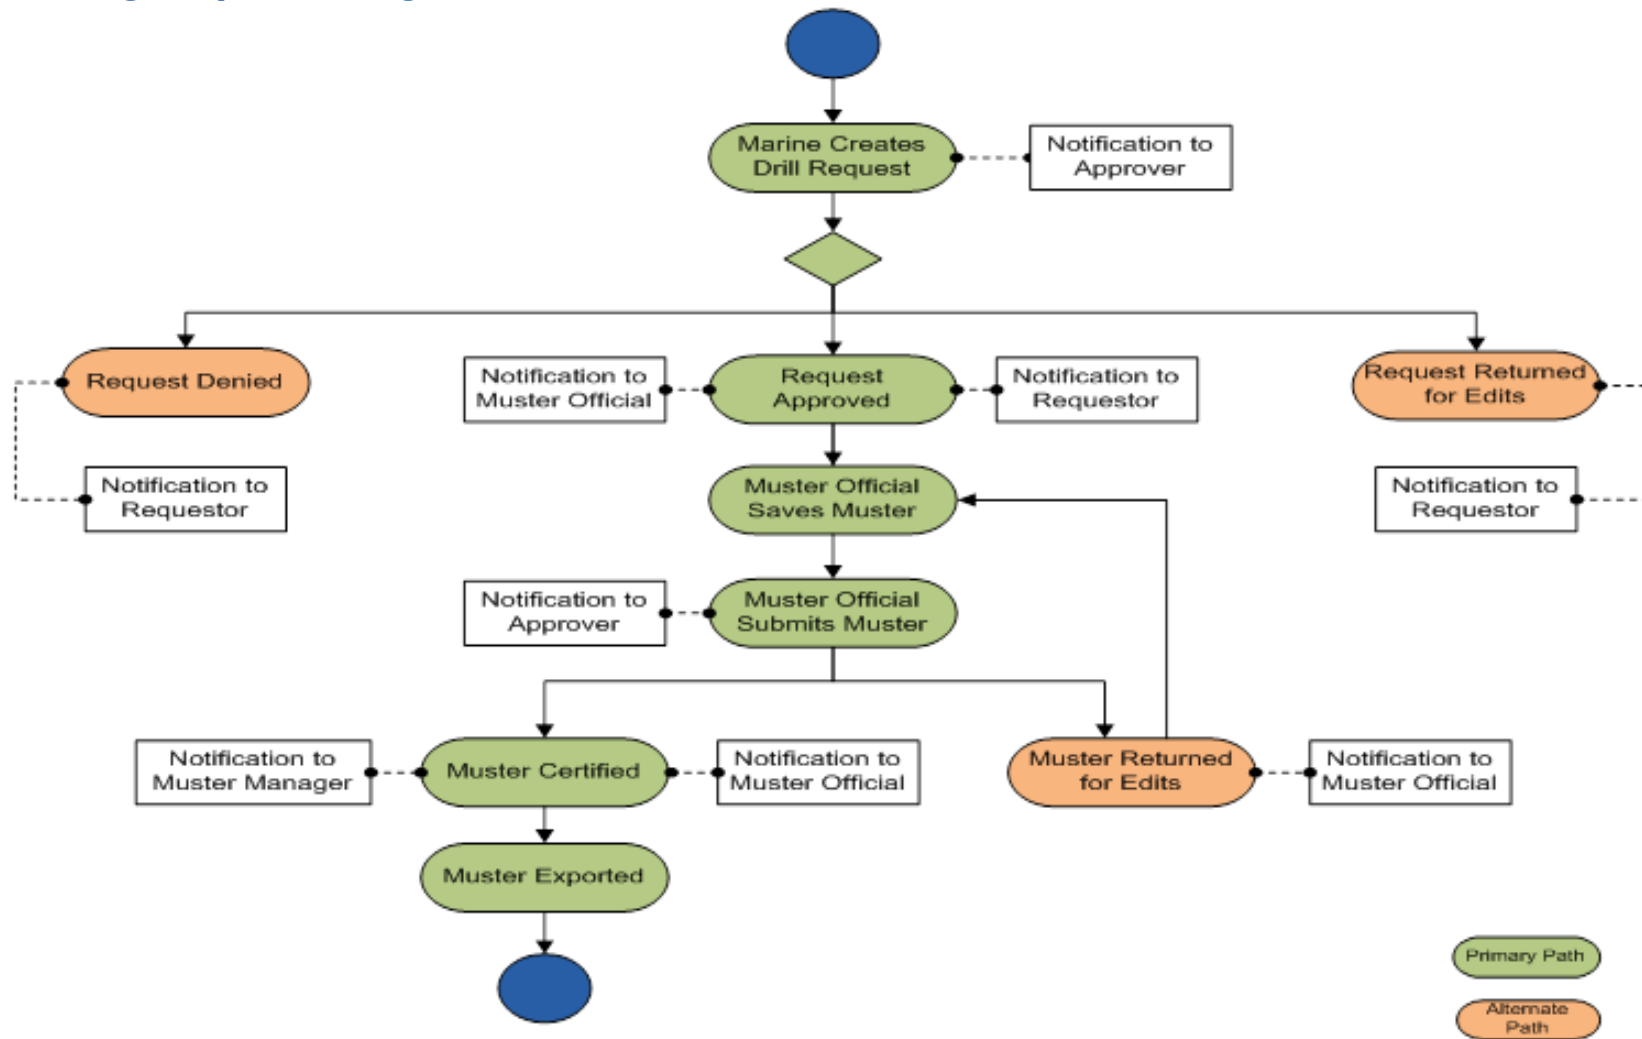 Marine Creates
Drill Request
Notification to
Approver
Request Denied
Notification to
Muster Official
Request
Approved
Notification to
Requestor
Request Returned
for Edits
Notification to
Requestor
Muster Official
Saves Muster
Notification to
Requestor
Notification to
Approver
Muster Official
Submits Muster
Notification to
Muster Manager
Muster Certified
Notification to
Muster Official
Muster Returned
for Edits
Notification to
Muster Official
Muster Exported
Primary Path
Alternate
Path